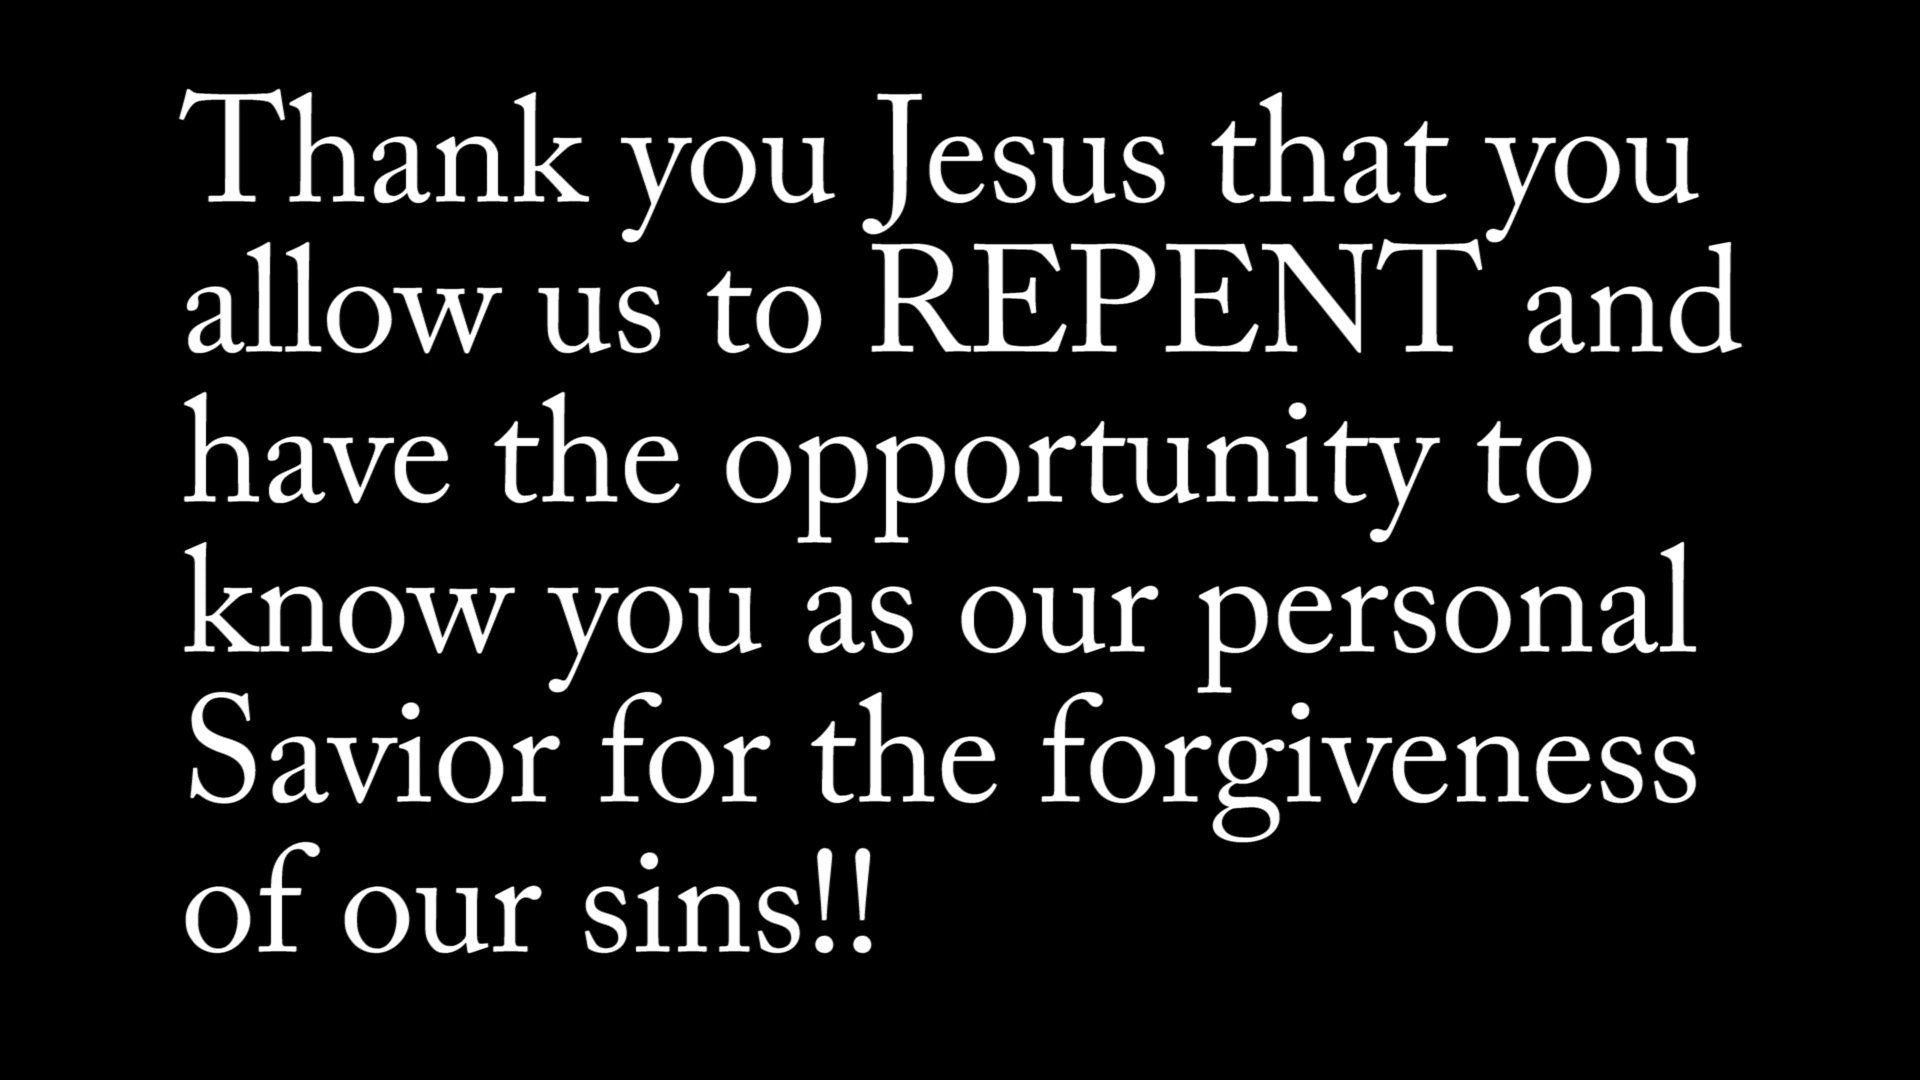 Thank you Jesus that you
allow us to REPENT and
have the opportunity to
know you as our personal
Savior for the forgiveness
of our sins!!